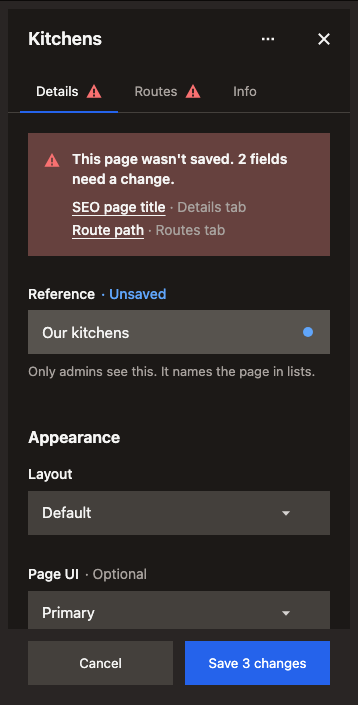 Kitchens
Details
Routes
Info
This page wasn't saved. 2 fields
need a change.
SEO page title · Details tab
Route path · Routes tab
Reference · Unsaved
Our kitchens
Only admins see this. It names the page in lists.
Appearance
Layout
Default
Page UI · Optional
Primary
Cancel
Save 3 changes